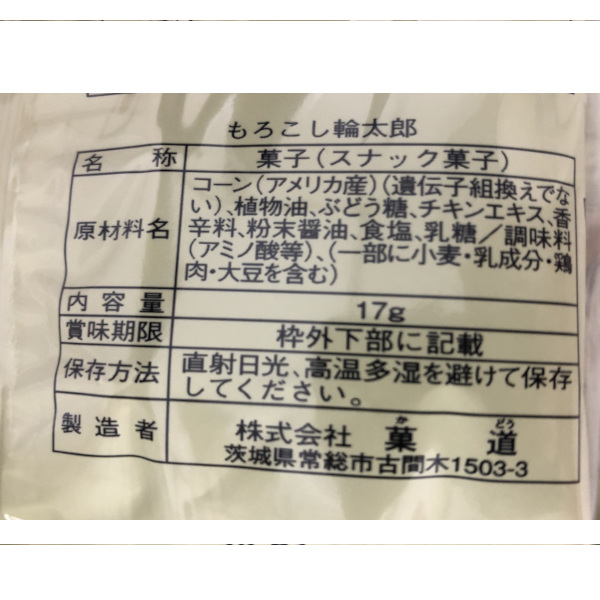 もろこし輪太郎
名称 菓子(スナック菓子)
原材料名 コーン(アメリカ産)(遺伝子組換えでな
い)、植物油、ぶどう糖、チキンエキス、香
辛料、粉末醤油、食塩、乳糖/調味料
(アミノ酸等)、(一部に小麦・乳成分・鶏
肉・大豆を含む)
内容量 17g
賞味期限 枠外下部に記載
保存方法 直射日光、高温多湿を避けて保存
してください。
製造者 株式会社 菓道
かどう
茨城県常総市古間木1503-3